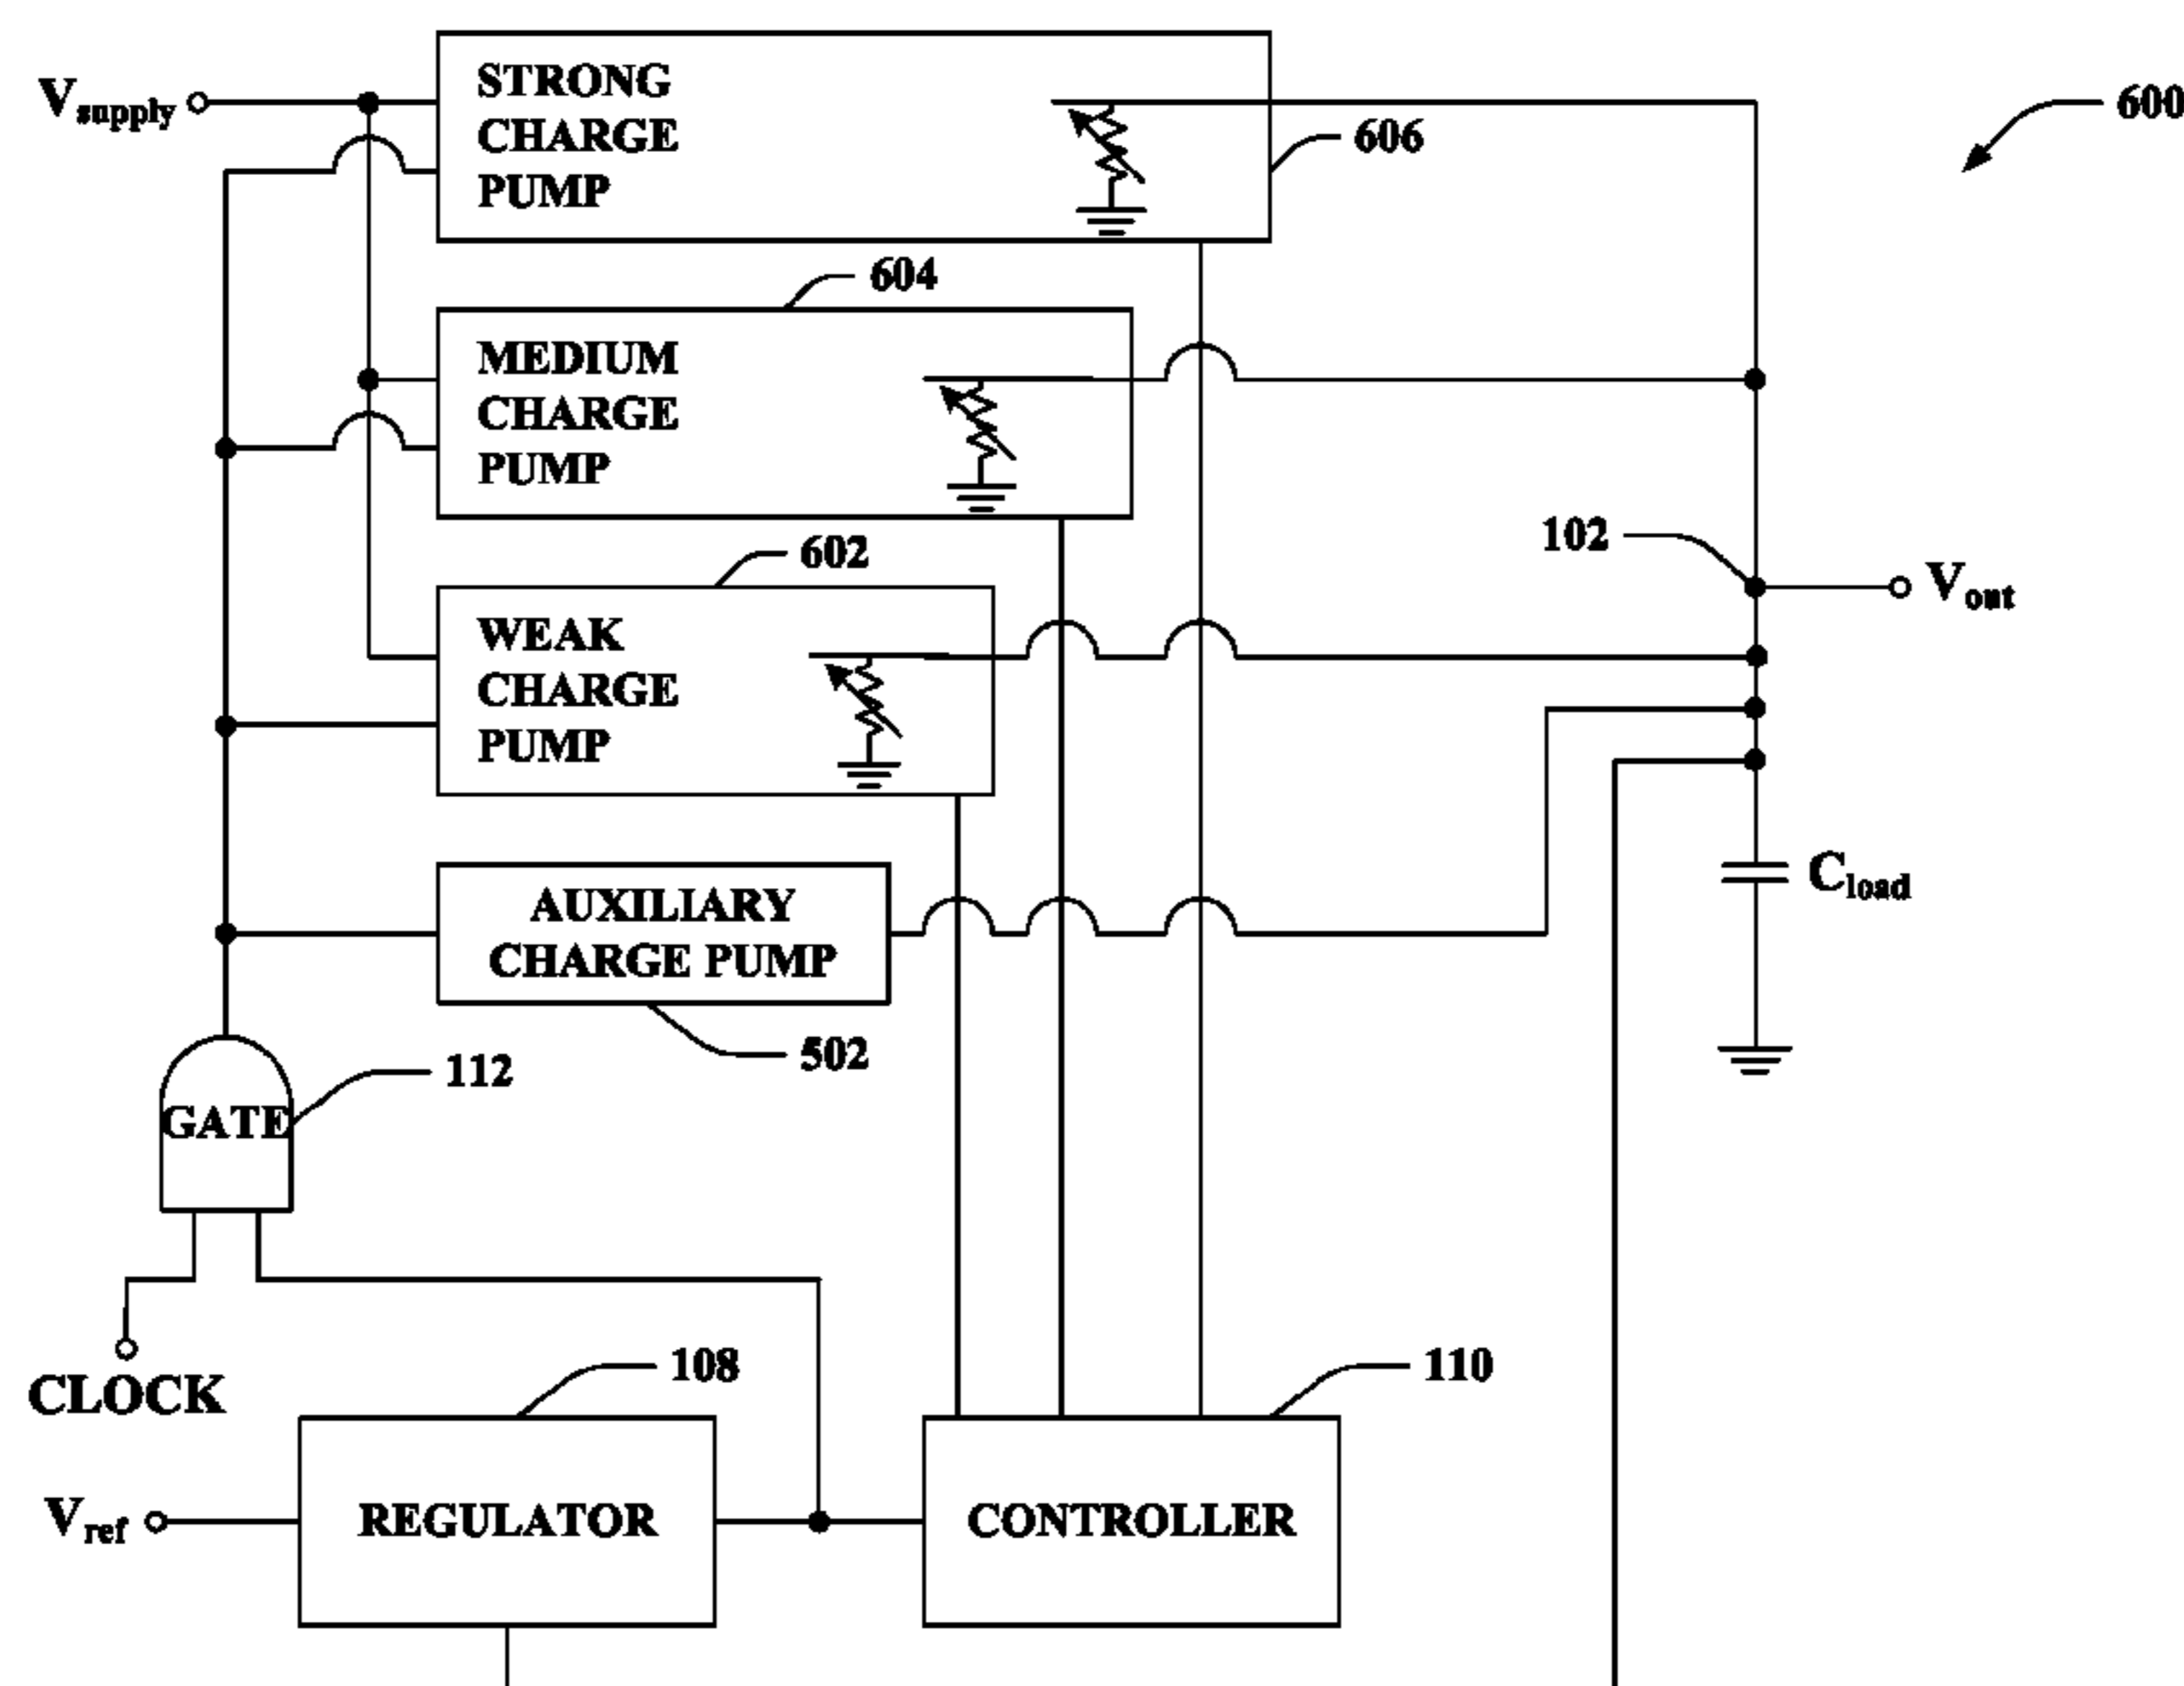 Vsupply
STRONG
CHARGE
PUMP
606
600
604
MEDIUM
CHARGE
PUMP
102
Vout
602
WEAK
CHARGE
PUMP
Cload
AUXILIARY
CHARGE PUMP
502
112
GATE
CLOCK
108
110
Vref
REGULATOR
CONTROLLER